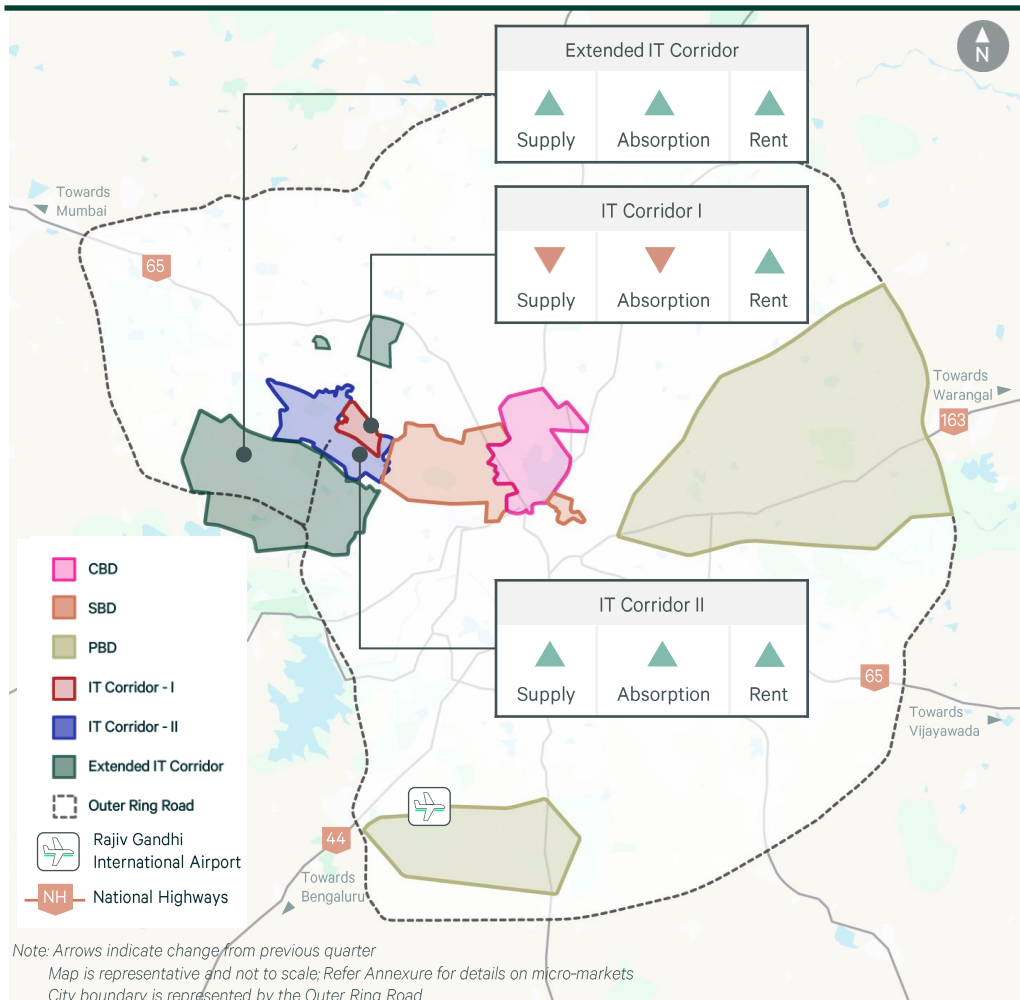 N
Extended IT Corridor
Supply
Absorption
Rent
Towards
Mumbai
65
IT Corridor I
Supply
Absorption
Rent
Towards
Warangal
163
CBD
SBD
PBD
IT Corridor - I
IT Corridor - II
Extended IT Corridor
Outer Ring Road
Rajiv Gandhi
International Airport
NH
National Highways
IT Corridor II
Supply
Absorption
Rent
65
Towards
Vijayawada
44
Towards
Bengaluru
Note: Arrows indicate change from previous quarter
Map is representative and not to scale; Refer Annexure for details on micro-markets
City boundary is represented by the Outer Ring Road